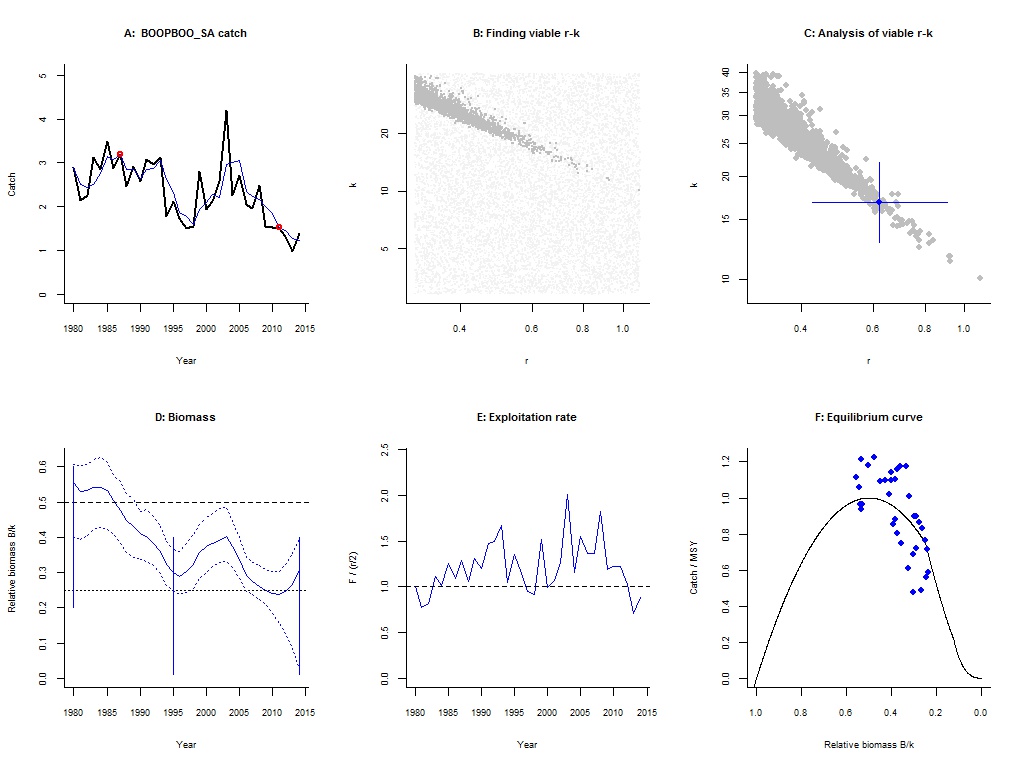 A: BOOPBOO_SA catch
B: Finding viable r-k
C: Analysis of viable r-k
Catch
0 1 2 3 4 5
1980 1985 1990 1995 2000 2005 2010 2015
Year
k
5 10 20
0.4 0.6 0.8 1.0
r
k
10 15 20 25 30 35 40
0.4 0.6 0.8 1.0
r
D: Biomass
E: Exploitation rate
F: Equilibrium curve
Relative biomass B/k
0.0 0.1 0.2 0.3 0.4 0.5 0.6
1980 1985 1990 1995 2000 2005 2010 2015
Year
F / (r/2)
0.0 0.5 1.0 1.5 2.0 2.5
1980 1985 1990 1995 2000 2005 2010 2015
Year
Catch / MSY
0.0 0.2 0.4 0.6 0.8 1.0 1.2
1.0 0.8 0.6 0.4 0.2 0.0
Relative biomass B/k